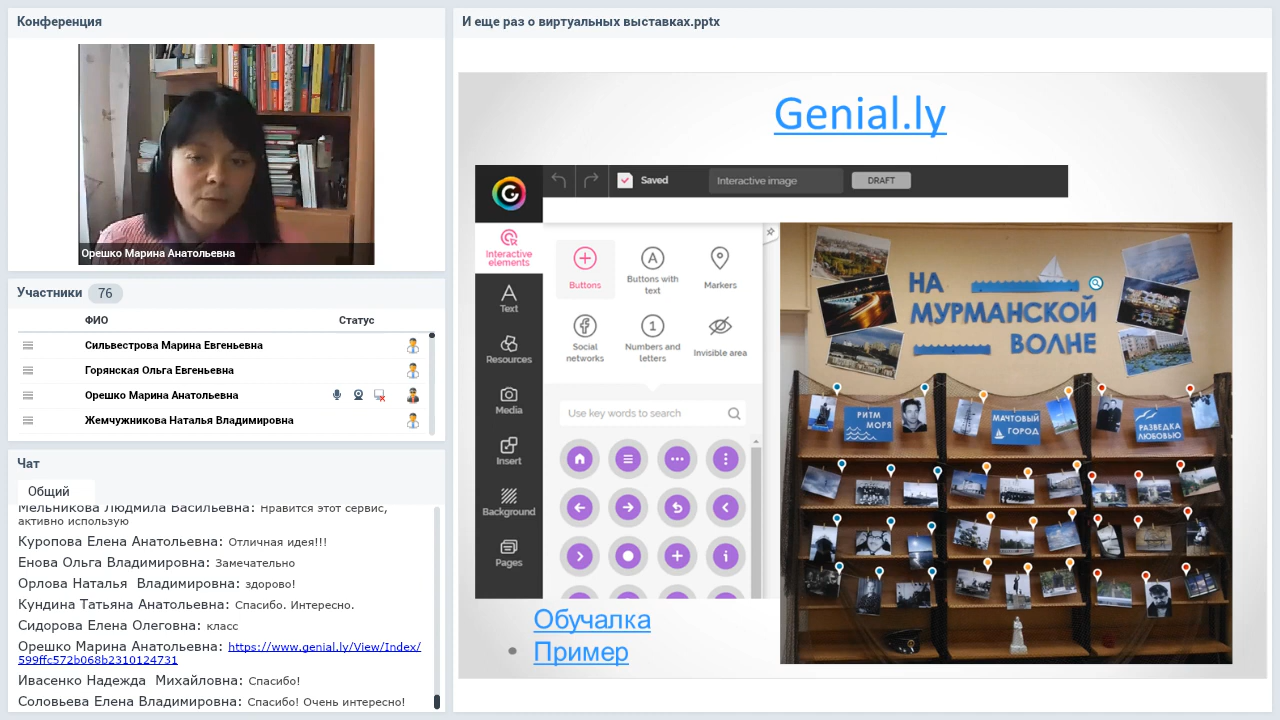 Конференция
Орешко Марина Анатольевна
Участники 76
ФИО Статус
Сильвестрова Марина Евгеньевна
Горянская Ольга Евгеньевна
Орешко Марина Анатольевна
Жемчужникова Наталья Владимировна
Чат
Общий
Мельникова Людмила Васильевна: Нравится этот сервис,
активно использую
Куропова Елена Анатольевна: Отличная идея!!!
Енова Ольга Владимировна: Замечательно
Орлова Наталья Владимировна: здорово!
Кундина Татьяна Анатольевна: Спасибо. Интересно.
Сидорова Елена Олеговна: класс
Орешко Марина Анатольевна: https://www.genial.ly/View/Index/
599ffc572b068b2310124731
Ивасенко Надежда Михайловна: Спасибо!
Соловьева Елена Владимировна: Спасибо! Очень интересно!
И еще раз о виртуальных выставках.pptx
Genial.ly
Saved
Interactive image
DRAFT
Interactive
elements
Text
Resources
Media
Insert
Background
Pages
Buttons
Buttons with
text
Markers
Social
networks
Numbers and
letters
Invisible area
Use key words to search
НА
МУРМАНСКОЙ
ВОЛНЕ
РИТМ
МОРЯ
МАЧТОВЫЙ
ГОРОД
РАЗВЕДКА
ЛЮБОВЬЮ
Обучалка
Пример